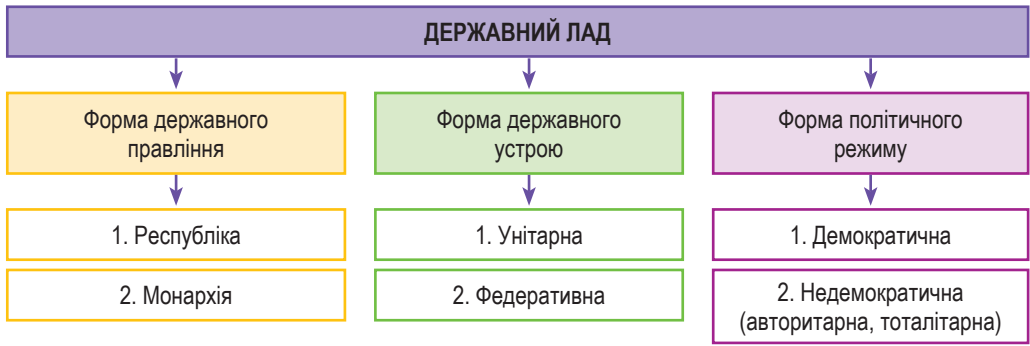 ДЕРЖАВНИЙ ЛАД
Форма державного
правління
1. Республіка
2. Монархія
Форма державного
устрою
1. Унітарна
2. Федеративна
Форма політичного
режиму
1. Демократична
2. Недемократична
(авторитарна, тоталітарна)